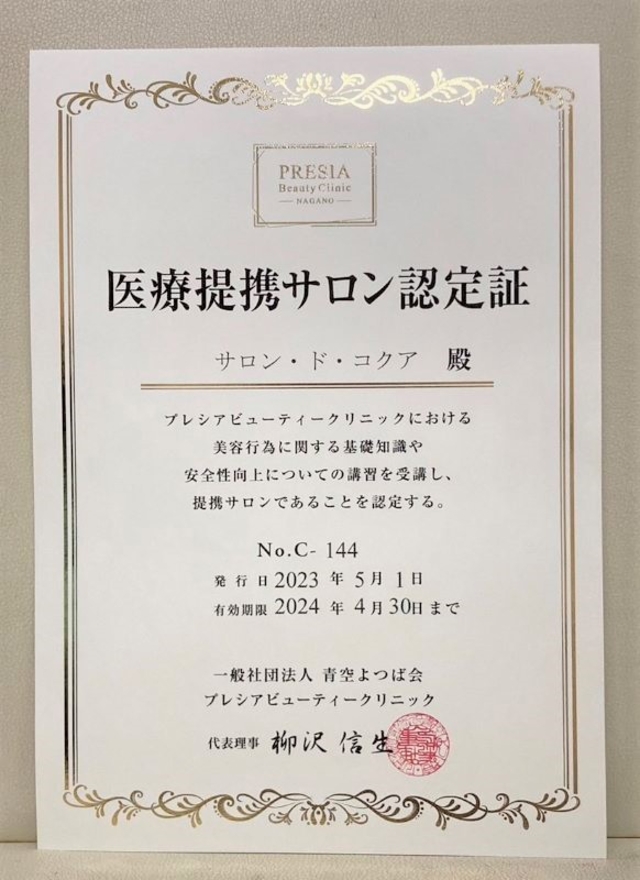 PRESIA
Beauty Clinic
NAGANO
医療提携サロン認定証
サロン・ド・コクア 殿
プレシアビューティークリニックにおける
美容行為に関する基礎知識や
安全性向上についての講習を受講し、
提携サロンであることを認定する。
No.C- 144
発行日 2023 年 5 月 1 日
有効期限 2024 年 4 月 30 日まで
一般社団法人 青空よつば会
プレシアビューティークリニック
代表理事 柳沢 信生